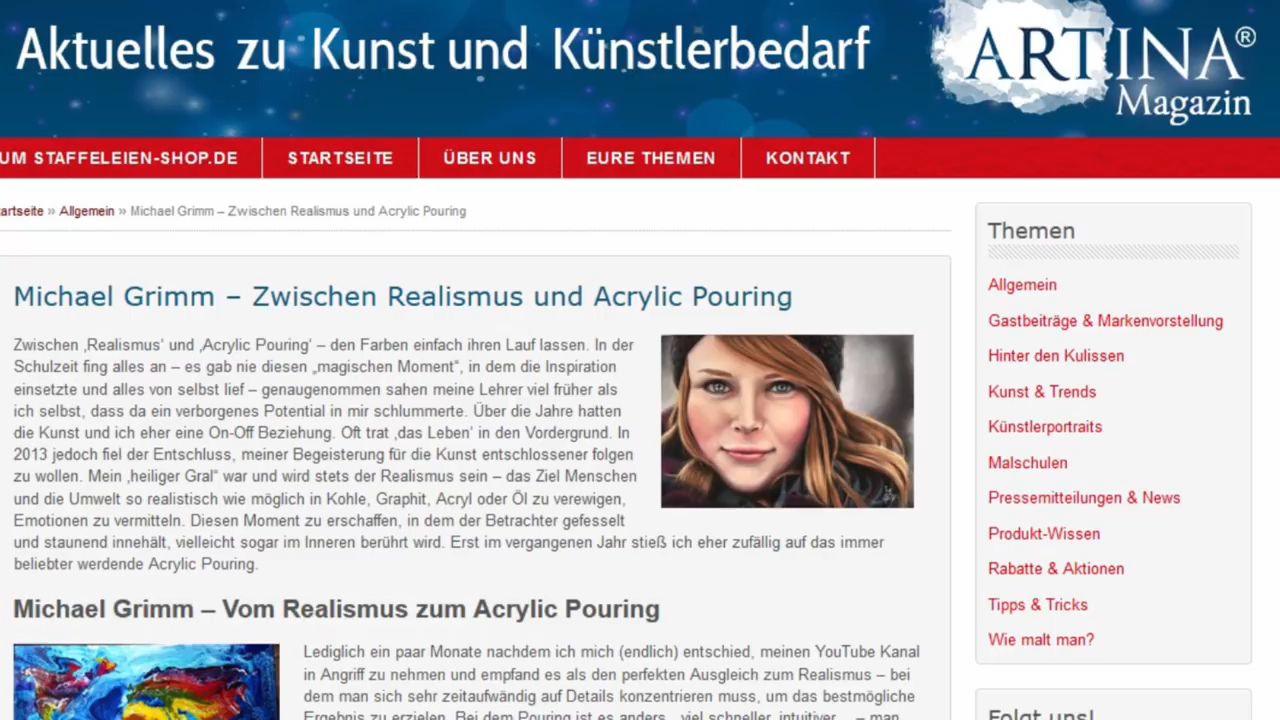 Aktuelles zu Kunst und Künstlerbedarf
ARTINA®
Magazin
UM STAFFELEIEN-SHOP.DE STARTSEITE ÜBER UNS EURE THEMEN KONTAKT
artseite » Allgemein » Michael Grimm – Zwischen Realismus und Acrylic Pouring
Michael Grimm – Zwischen Realismus und Acrylic Pouring
Zwischen ‚Realismus‘ und ‚Acrylic Pouring‘ – den Farben einfach ihren Lauf lassen. In der
Schulzeit fing alles an – es gab nie diesen „magischen Moment“, in dem die Inspiration
einsetzte und alles von selbst lief – genaugenommen sahen meine Lehrer viel früher als
ich selbst, dass da ein verborgenes Potential in mir schlummerte. Über die Jahre hatten
die Kunst und ich eher eine On-Off Beziehung. Oft trat ‚das Leben‘ in den Vordergrund. In
2013 jedoch fiel der Entschluss, meiner Begeisterung für die Kunst entschlossener folgen
zu wollen. Mein ‚heiliger Gral“ war und wird stets der Realismus sein – das Ziel Menschen
und die Umwelt so realistisch wie möglich in Kohle, Graphit, Acryl oder Öl zu verewigen,
Emotionen zu vermitteln. Diesen Moment zu erschaffen, in dem der Betrachter gefesselt
und staunend innehält, vielleicht sogar im Inneren berührt wird. Erst im vergangenen Jahr stieß ich eher zufällig auf das immer
beliebter werdende Acrylic Pouring.
Michael Grimm – Vom Realismus zum Acrylic Pouring
Lediglich ein paar Monate nachdem ich mich (endlich) entschied, meinen YouTube Kanal
in Angriff zu nehmen und empfand es als den perfekten Ausgleich zum Realismus – bei
dem man sich sehr zeitaufwändig auf Details konzentrieren muss, um das bestmögliche
Ergebnis zu erzielen. Bei dem Pouring ist es anders, viel schneller, intuitiver – man
Themen
Allgemein
Gastbeiträge & Markenvorstellung
Hinter den Kulissen
Kunst & Trends
Künstlerportraits
Malschulen
Pressemitteilungen & News
Produkt-Wissen
Rabatte & Aktionen
Tipps & Tricks
Wie malt man?
Folgt uns!